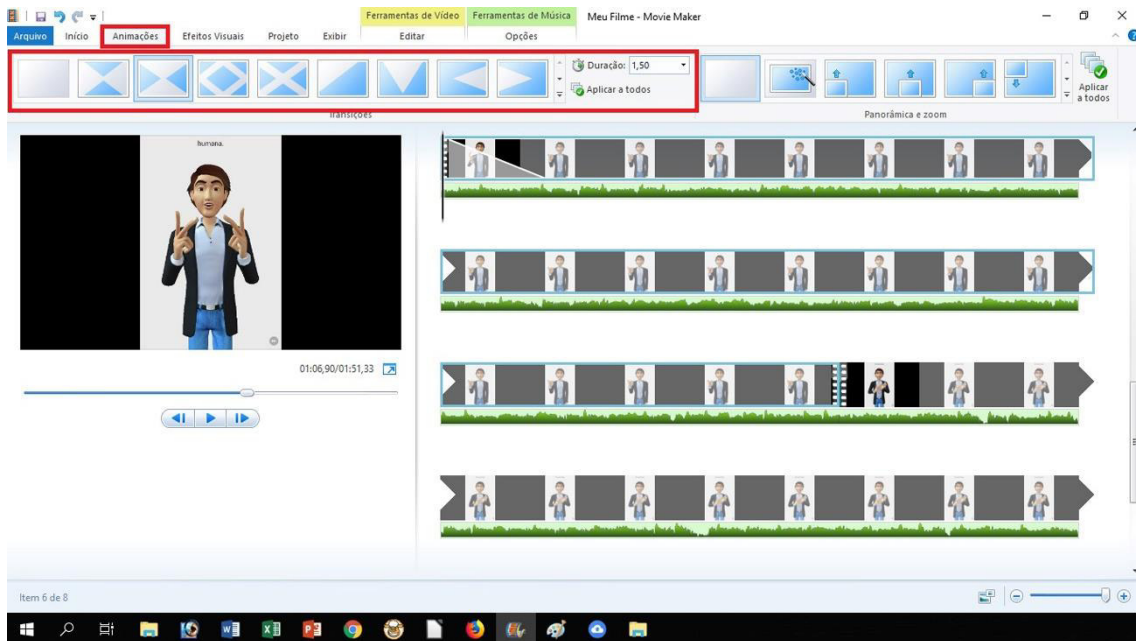 Ferramentas de Vídeo Ferramentas de Música Meu Filme - Movie Maker
Arquivo Início Animações Efeitos Visuais Projeto Exibir Editar Opções
Duração: 1,50
Aplicar a todos
Aplicar a todos
Transições Panorâmica e zoom
humana.
01:06,90/01:51,33
Item 6 de 8